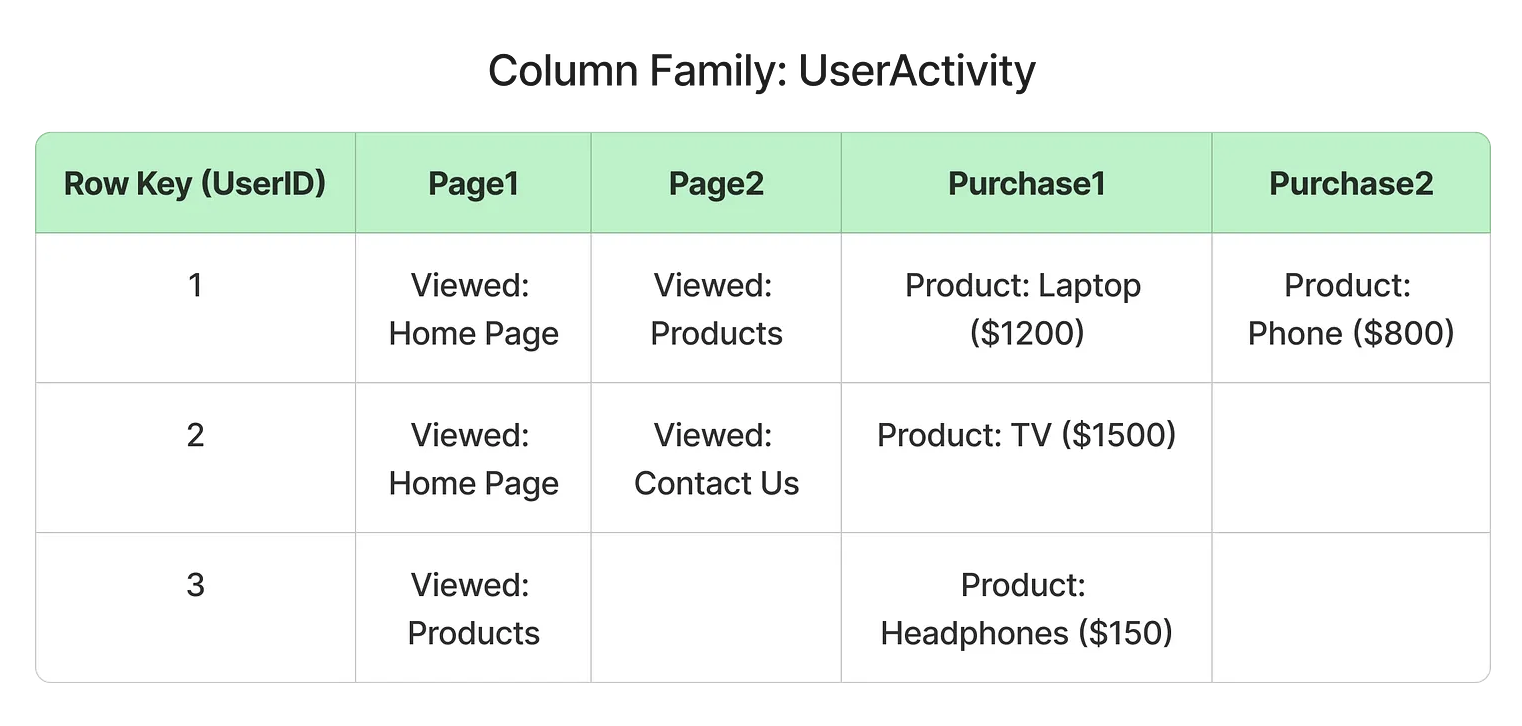 Column Family: UserActivity
Row Key (UserID) Page1 Page2 Purchase1 Purchase2
1 Viewed: Viewed: Product: Laptop Product:
Home Page Products ($1200) Phone ($800)
2 Viewed: Viewed: Product: TV ($1500)
Home Page Contact Us
3 Viewed: Product:
Products Headphones ($150)